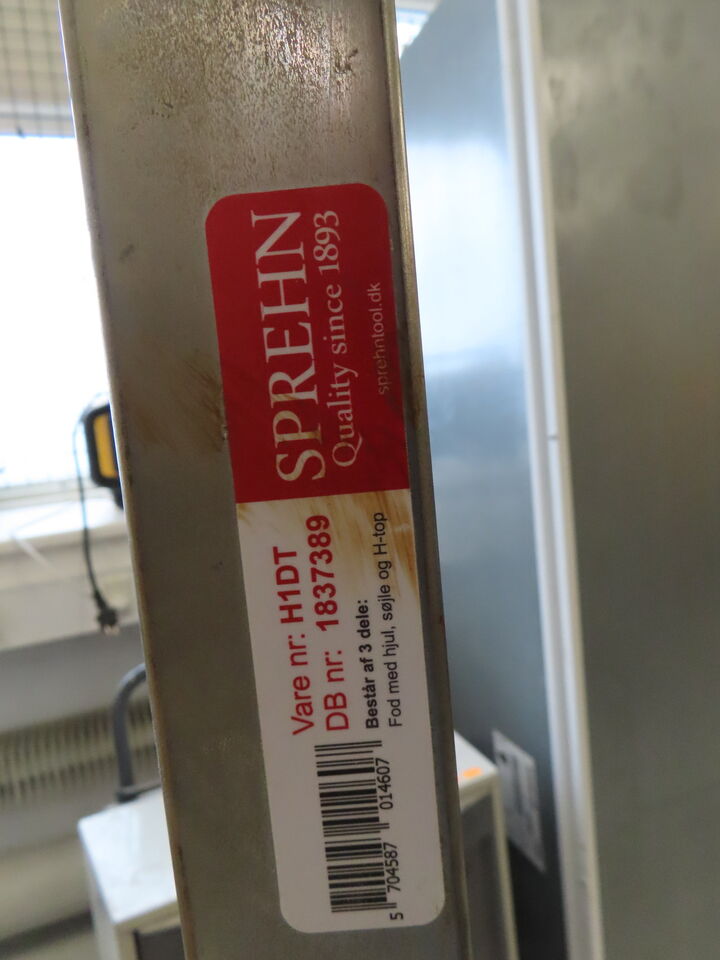 SPREHN
Quality since 1893
sprehntool.dk
Vare nr: H1DT
DB nr: 1837389
Består af 3 dele:
Fod med hjul, søjle og H-top
5 704587 014607